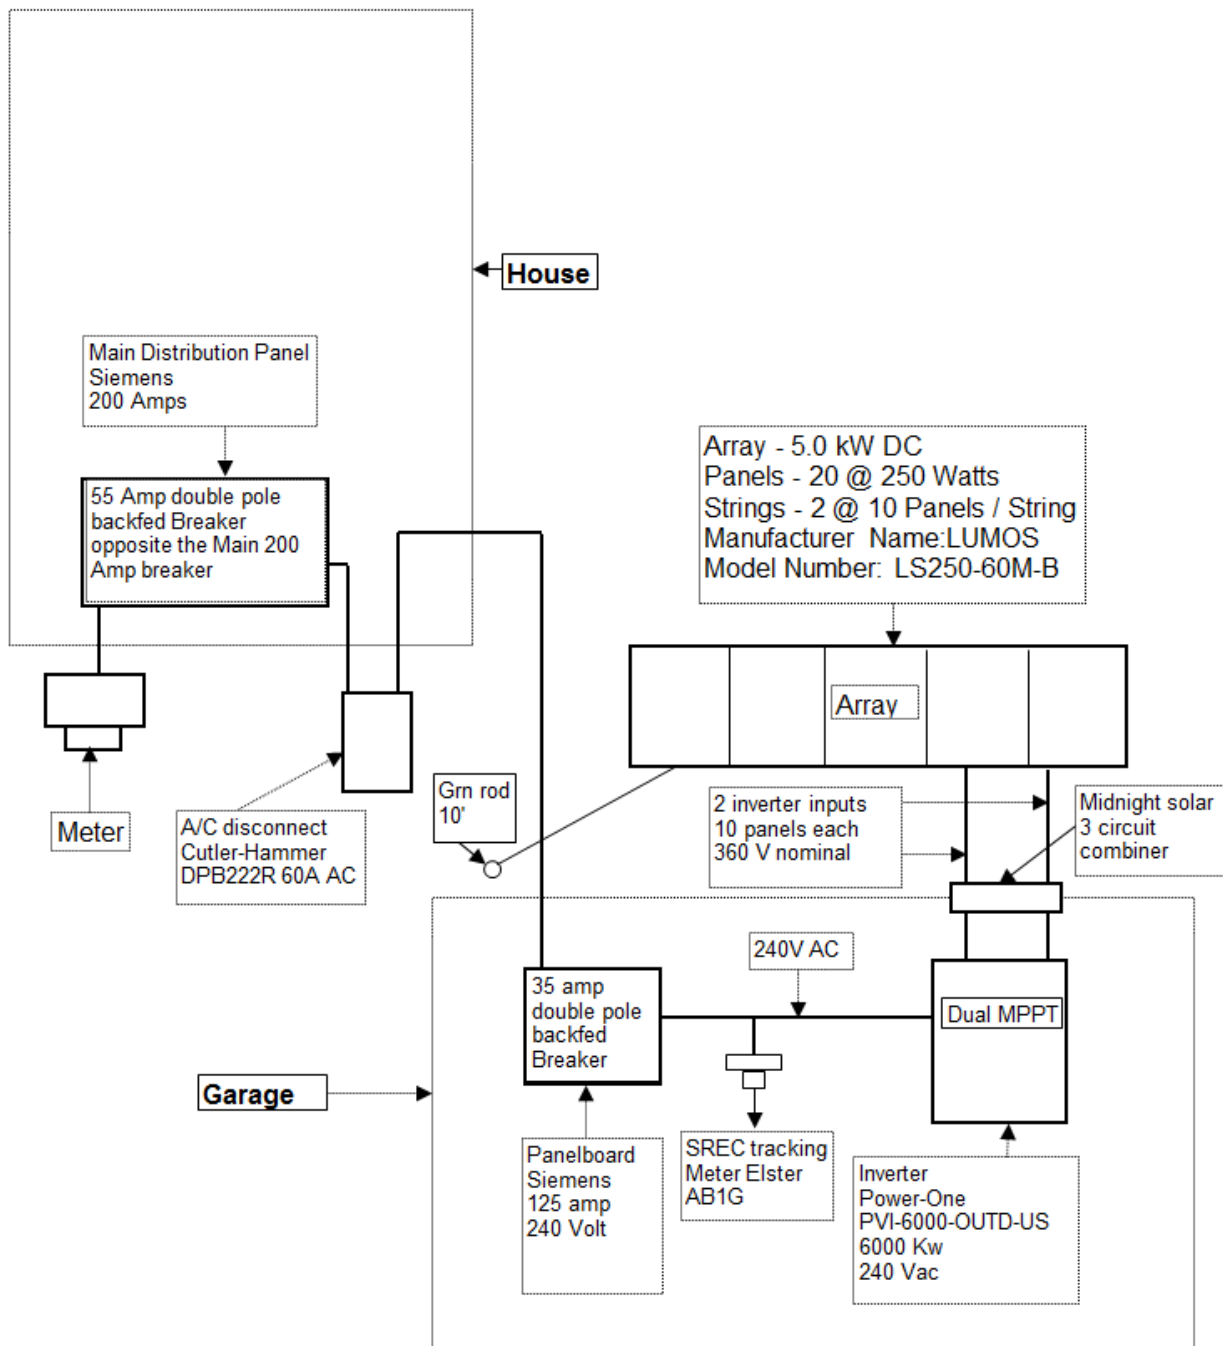 House
Main Distribution Panel
Siemens
200 Amps
55 Amp double pole
backfed Breaker
opposite the Main 200
Amp breaker
Array - 5.0 kW DC
Panels - 20 @ 250 Watts
Strings - 2 @ 10 Panels / String
Manufacturer Name:LUMOS
Model Number: LS250-60M-B
Array
Meter
A/C disconnect
Cutler-Hammer
DPB222R 60A AC
Grn rod
10'
2 inverter inputs
10 panels each
360 V nominal
Midnight solar
3 circuit
combiner
240V AC
35 amp
double pole
backfed
Breaker
Dual MPPT
Garage
Panelboard
Siemens
125 amp
240 Volt
SREC tracking
Meter Elster
AB1G
Inverter
Power-One
PVI-6000-OUTD-US
6000 Kw
240 Vac